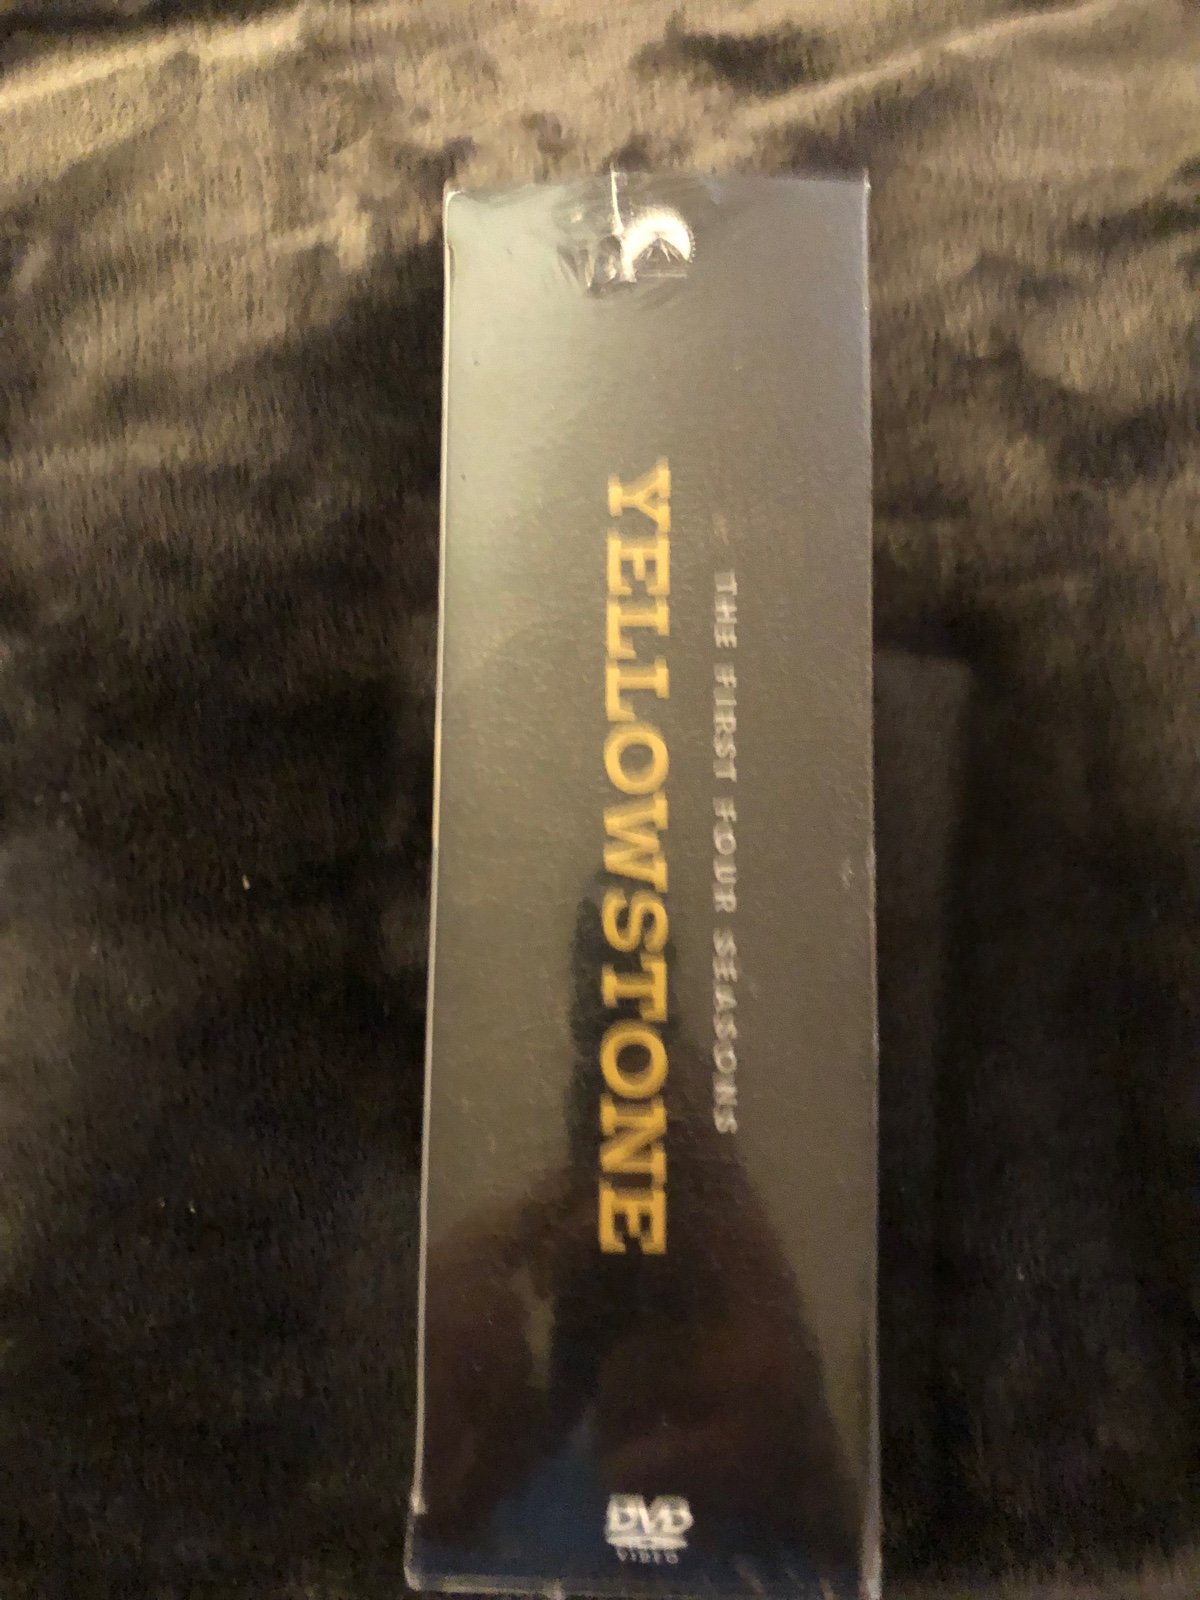 THE FIRST FOUR SEASONS
YELLOWSTONE
DVD
VIDEO